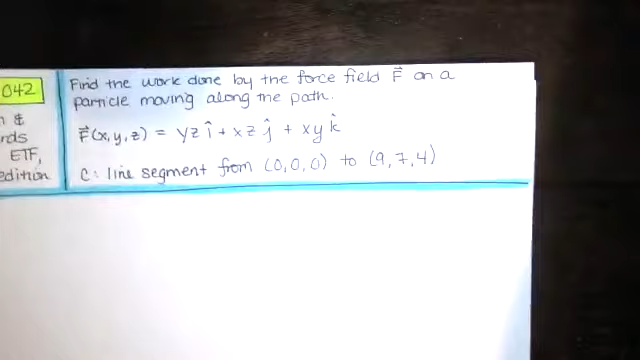 042
Find the work done by the force field F⃗ on a
particle moving along the path.
n &
rds
ETF,
edition
F⃗(x,y,z) = yz î + xz ĵ + xy k̂
C: line segment from (0,0,0) to (9,7,4)